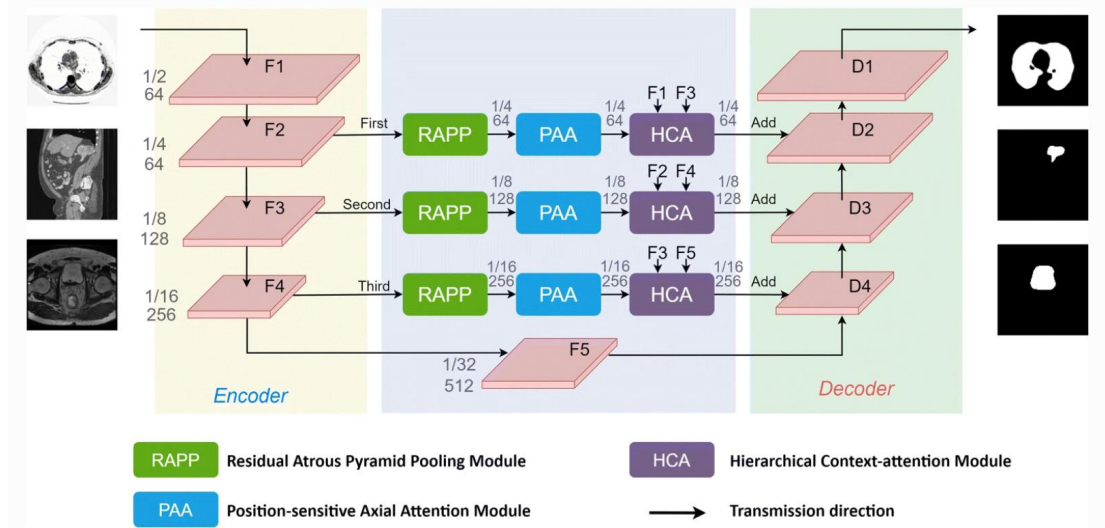 F1
1/2
64
F2
1/4
64
F3
1/8
128
F4
1/16
256
F5
1/32
512
Encoder
First
RAPP
1/4
64
PAA
1/4
64
F1 F3
HCA
1/4
64
Add
Second
RAPP
1/8
128
PAA
1/8
128
F2 F4
HCA
1/8
128
Add
Third
RAPP
1/16
256
PAA
1/16
256
F3 F5
HCA
1/16
256
Add
D1
D2
D3
D4
Decoder
RAPP Residual Atrous Pyramid Pooling Module
HCA Hierarchical Context-attention Module
PAA Position-sensitive Axial Attention Module
Transmission direction